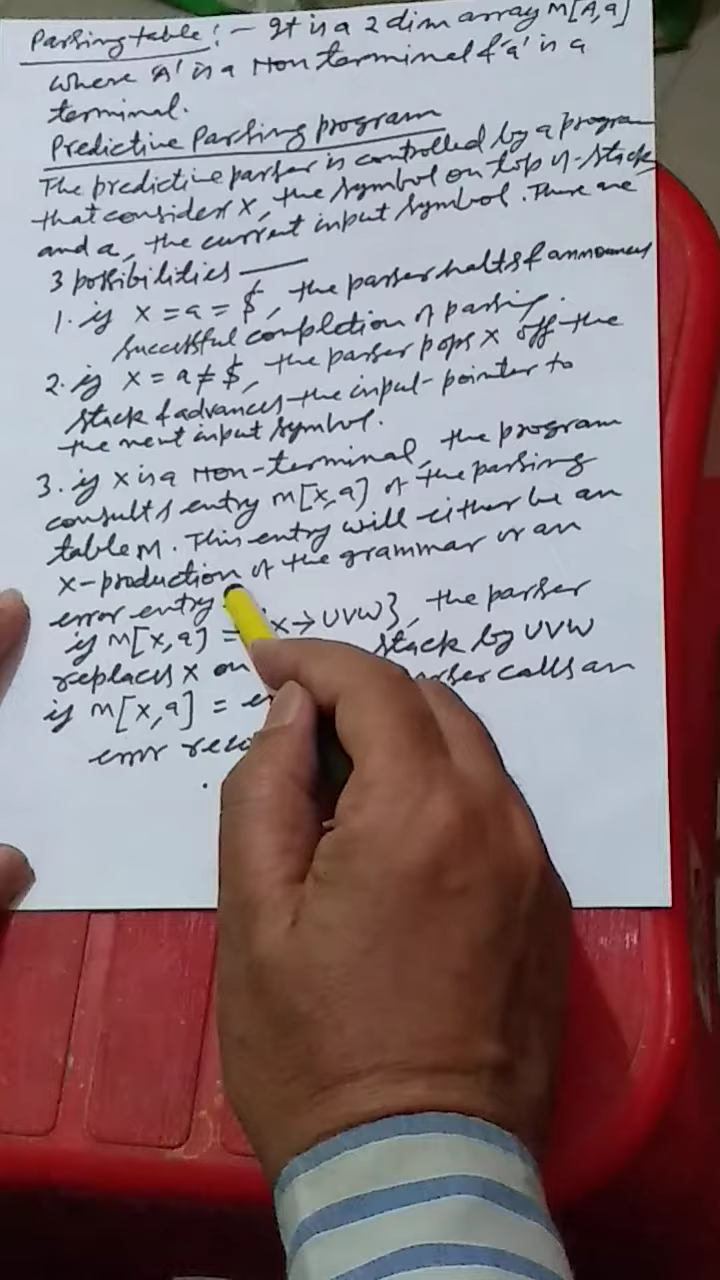 Parsing table :- It is a 2 dim array M[A,a]
where 'A' is a Non terminal & 'a' is a
terminal.
Predictive Parsing program
The predictive parser is controlled by a program
that considers X, the symbol on top of stack
and a, the current input symbol. There are
3 possibilities —
1. if X = a = $, the parser halts & announces
successful completion of parsing.
2. if X = a ≠ $, the parser pops X off the
stack & advances the input-pointer to
the next input symbol.
3. if X is a Non-terminal, the program
consults entry M[X,a] of the parsing
table M. This entry will either be an
X-production of the grammar or an
error entry
if M[X,a] = X → UVW}, the parser
replaces X on stack by UVW
if M[X,a] = calls an
error